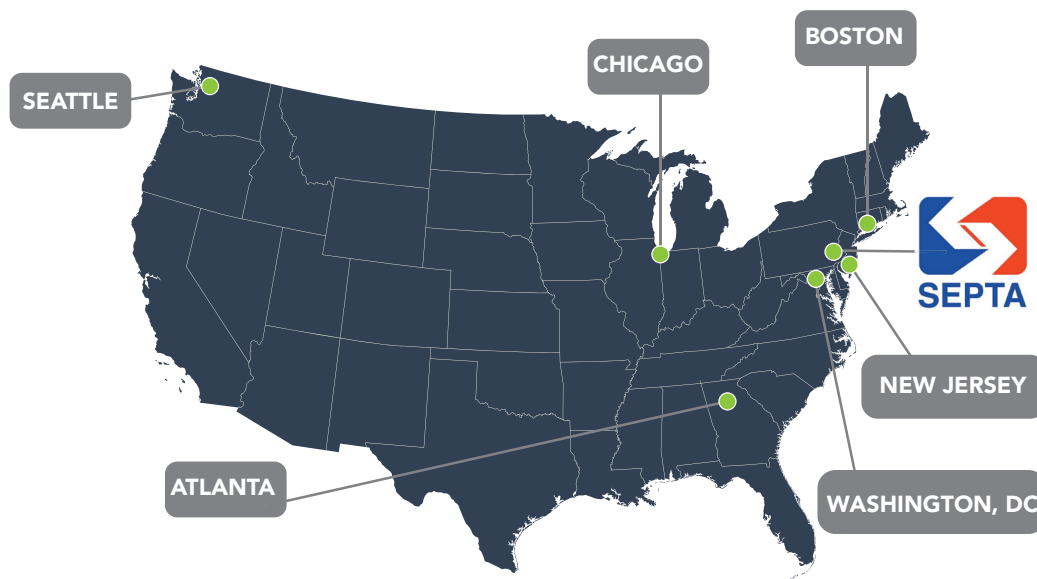 BOSTON
CHICAGO
SEATTLE
SEPTA
NEW JERSEY
ATLANTA
WASHINGTON, DC